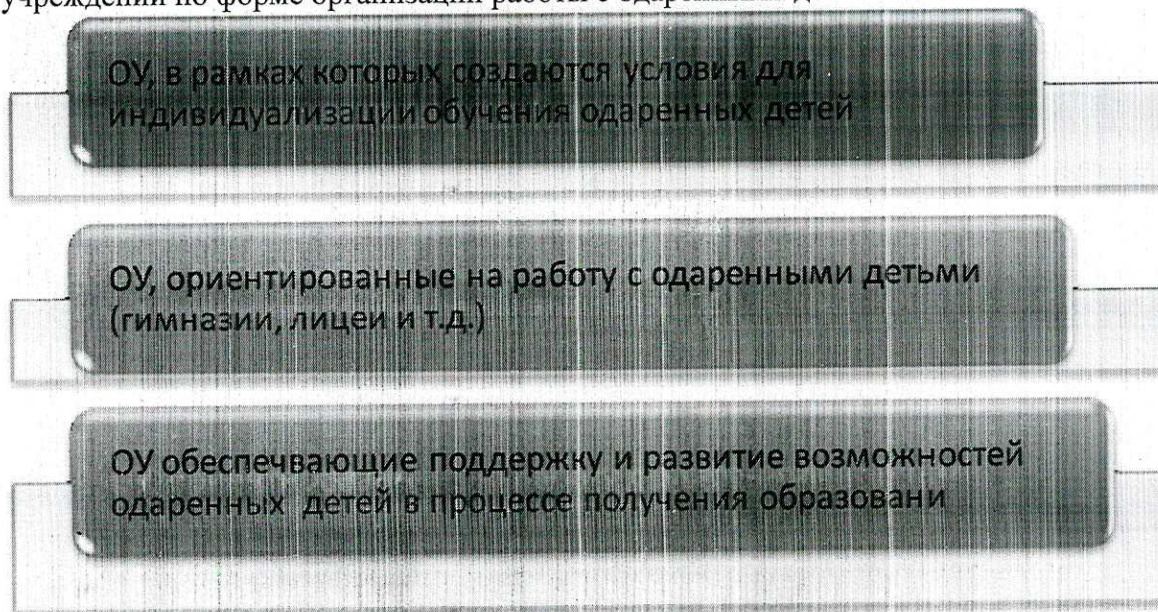 учреждений по форме организации работы с одаренными
ОУ, в рамках которых создаются условия для
индивидуализации обучения одаренных детей
ОУ, ориентированные на работу с одаренными детьми
(гимназии, лицеи и т.д.)
ОУ обеспечвающие поддержку и развитие возможностей
одаренных детей в процессе получения образовани